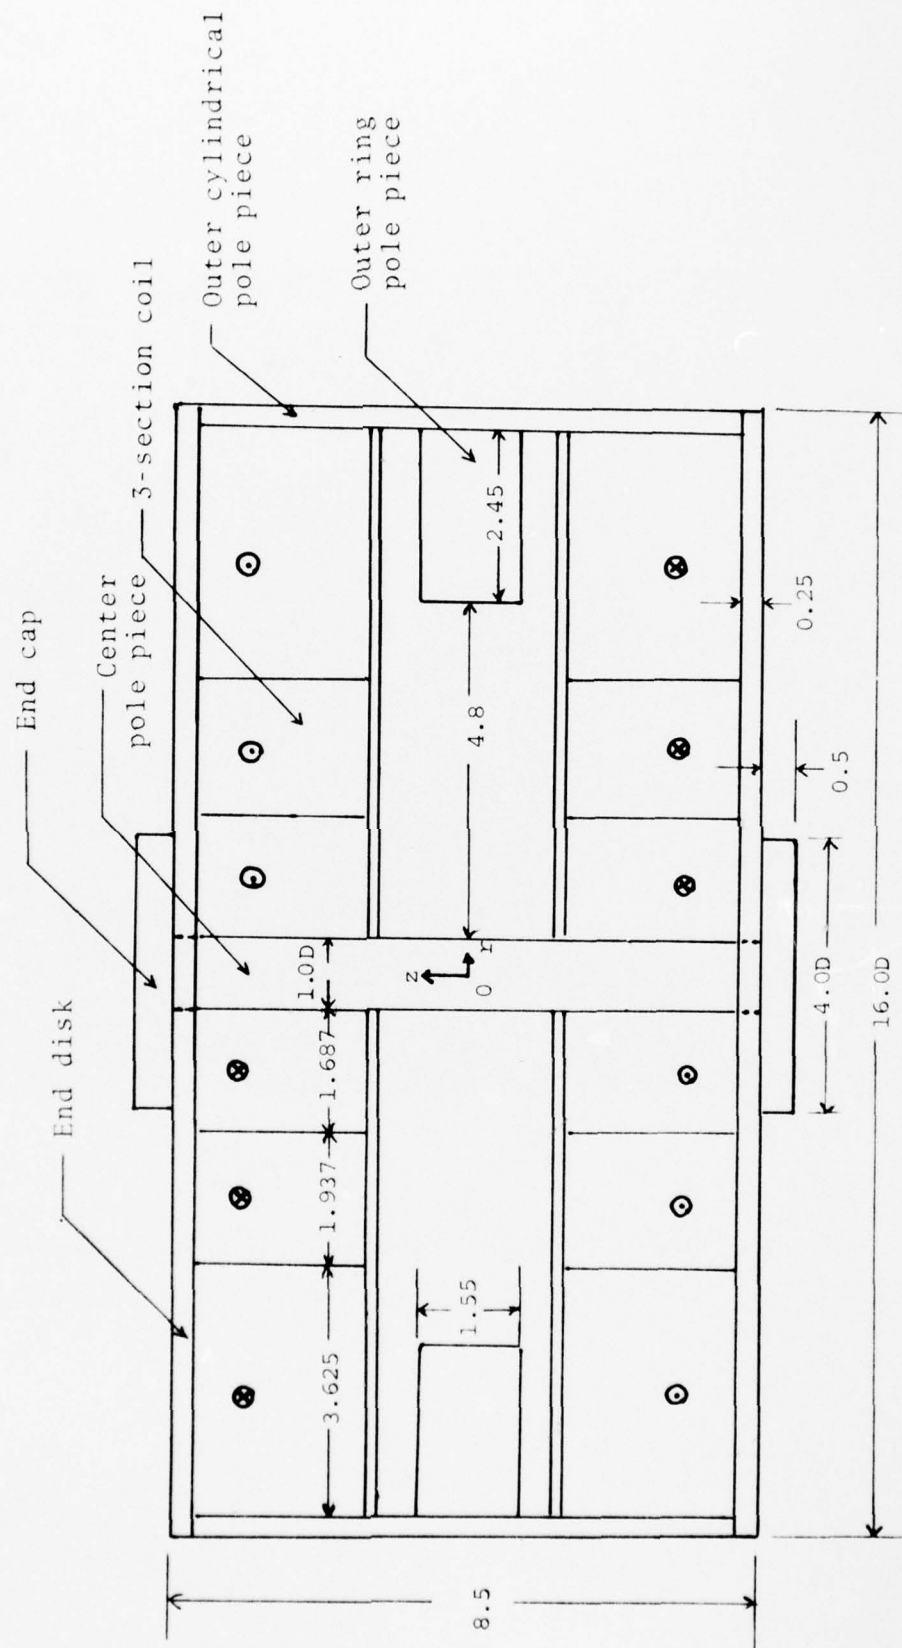 End cap
End disk
Center
pole piece
3-section coil
Outer cylindrical
pole piece
Outer ring
pole piece
1.0D
1.687
1.937
3.625
z
r
O
4.8
2.45
1.55
0.25
0.5
4.0D
16.0D
8.5